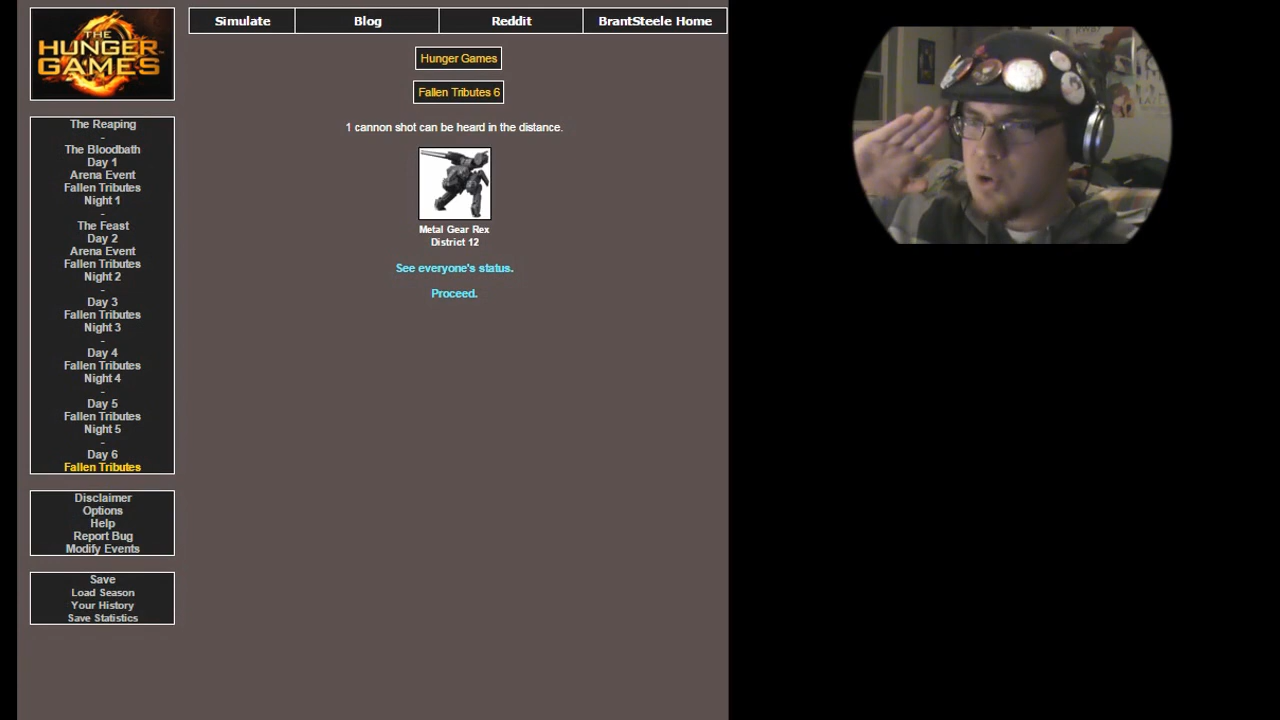 THE
HUNGER
GAMES
Simulate
Blog
Reddit
BrantSteele Home
Hunger Games
Fallen Tributes 6
1 cannon shot can be heard in the distance.
Metal Gear Rex
District 12
See everyone's status.
Proceed.
The Reaping
-
The Bloodbath
Day 1
Arena Event
Fallen Tributes
Night 1
-
The Feast
Day 2
Arena Event
Fallen Tributes
Night 2
-
Day 3
Fallen Tributes
Night 3
-
Day 4
Fallen Tributes
Night 4
-
Day 5
Fallen Tributes
Night 5
-
Day 6
Fallen Tributes
Disclaimer
Options
Help
Report Bug
Modify Events
Save
Load Season
Your History
Save Statistics